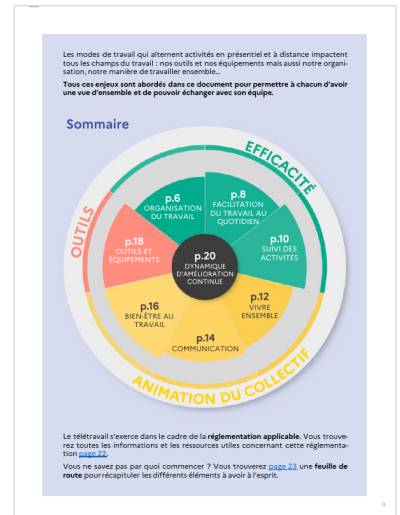 Les modes de travail qui alternent activités en présentiel et à distance impactent
tous les champs du travail : nos outils et nos équipements mais aussi notre organi-
sation, notre manière de travailler ensemble...
Tous ces enjeux sont abordés dans ce document pour permettre à chacun d'avoir
une vue d'ensemble et de pouvoir échanger avec son équipe.
Sommaire
EFFICACITÉ
OUTILS
p.6
ORGANISATION
DU TRAVAIL
p.8
FACILITATION
DU TRAVAIL AU
QUOTIDIEN
p.10
SUIVI DES
ACTIVITÉS
p.18
OUTILS ET
ÉQUIPEMENTS
p.20
DYNAMIQUE
D'AMÉLIORATION
CONTINUE
p.12
VIVRE
ENSEMBLE
p.16
BIEN-ÊTRE AU
TRAVAIL
p.14
COMMUNICATION
ANIMATION DU COLLECTIF
Le télétravail s'exerce dans le cadre de la réglementation applicable. Vous trouve-
rez toutes les informations et les ressources utiles concernant cette réglementa-
tion page 22.
Vous ne savez pas par quoi commencer ? Vous trouverez page 23 une feuille de
route pour récapituler les différents éléments à avoir à l'esprit.
3